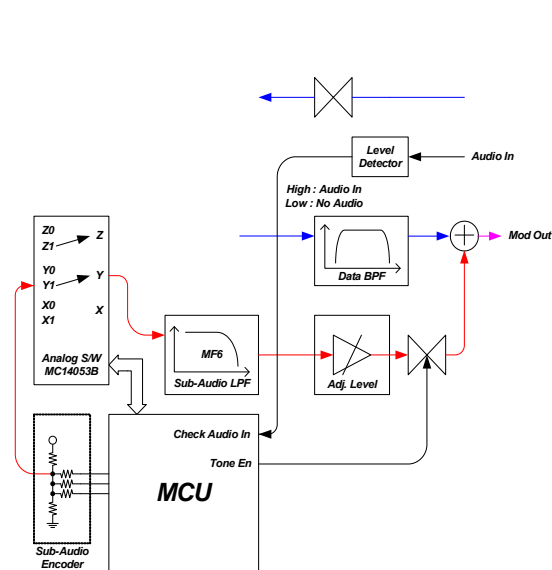 Level
Detector
Audio In
High : Audio In
Low : No Audio
Data BPF
Mod Out
Z0
Z1
Z
Y0
Y1
Y
X0
X1
X
Analog S/W
MC14053B
MF6
Sub-Audio LPF
Adj. Level
Check Audio In
Tone En
MCU
Sub-Audio
Encoder